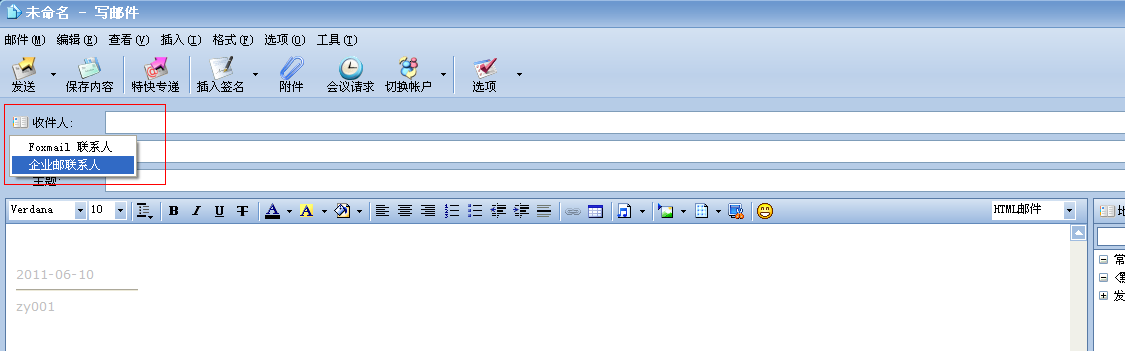 未命名 - 写邮件
邮件(M) 编辑(E) 查看(V) 插入(I) 格式(F) 选项(O) 工具(T)
发送 保存内容 特快专递 插入签名 附件 会议请求 切换帐户 选项
收件人:
Foxmail 联系人
企业邮联系人
主题:
Verdana 10 B I U T A A HTML邮件
2011-06-10
zy001
常
发